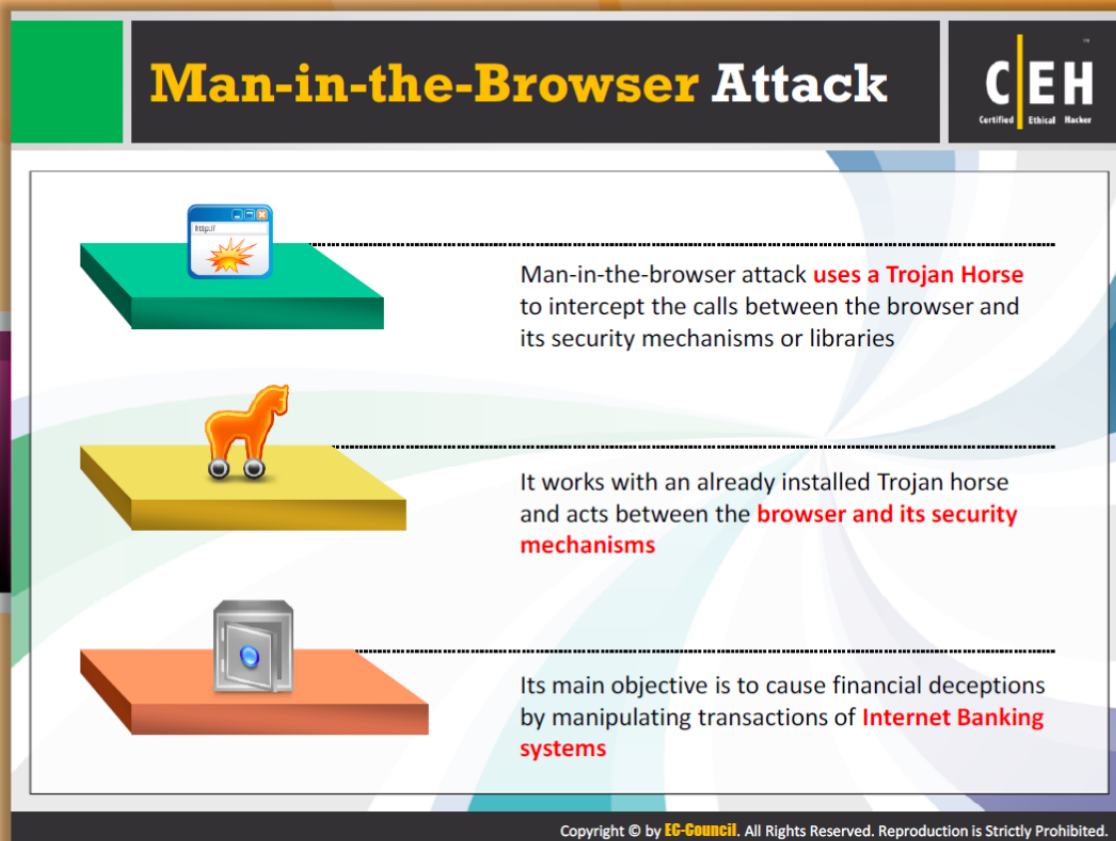 Man-in-the-Browser Attack
C|EH
TM
Certified Ethical Hacker
http://
Man-in-the-browser attack uses a Trojan Horse
to intercept the calls between the browser and
its security mechanisms or libraries
It works with an already installed Trojan horse
and acts between the browser and its security
mechanisms
Its main objective is to cause financial deceptions
by manipulating transactions of Internet Banking
systems
Copyright © by EC-Council. All Rights Reserved. Reproduction is Strictly Prohibited.